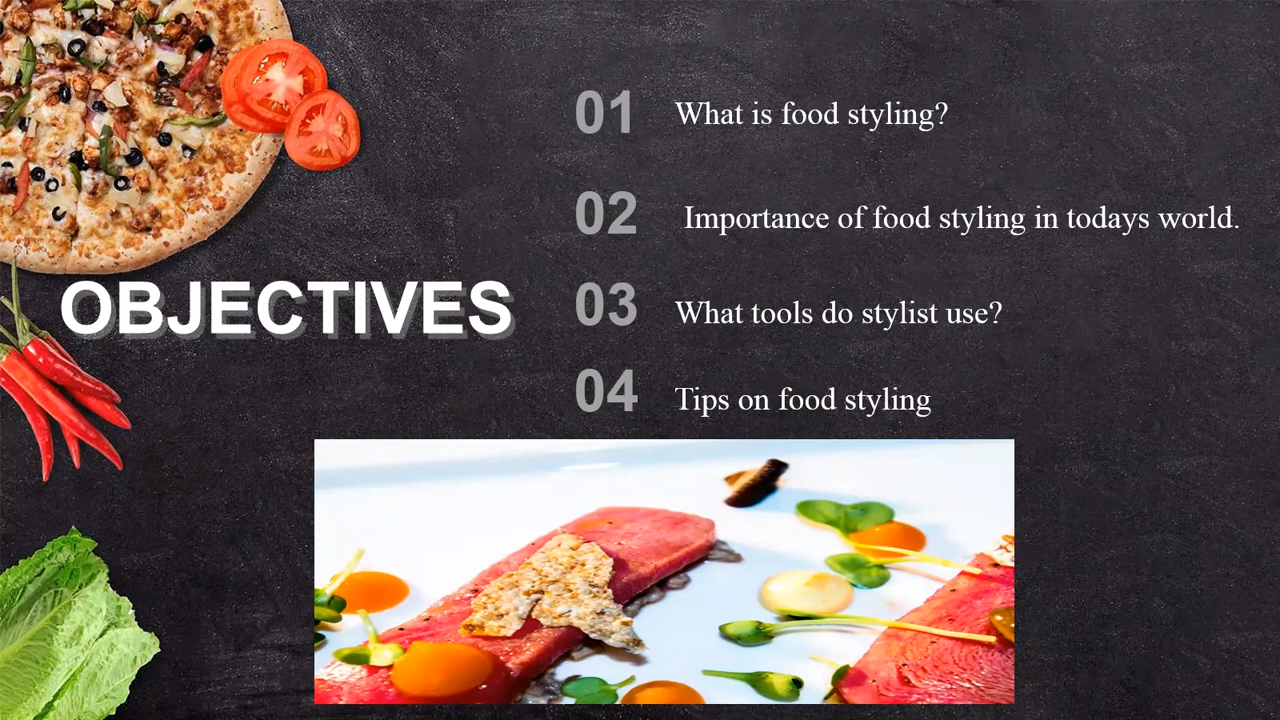 OBJECTIVES
01 What is food styling?
02 Importance of food styling in todays world.
03 What tools do stylist use?
04 Tips on food styling